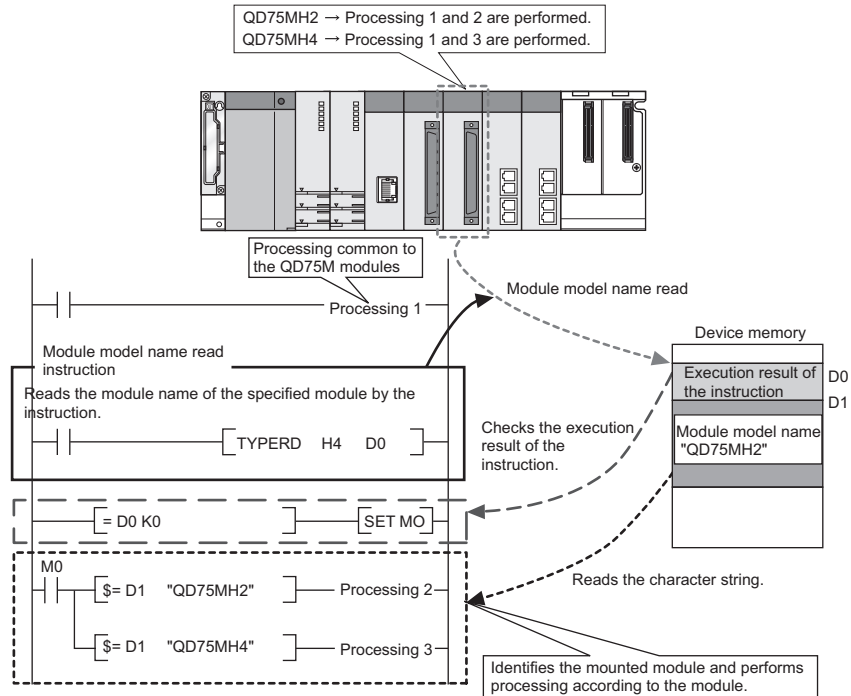 QD75MH2 → Processing 1 and 2 are performed.
QD75MH4 → Processing 1 and 3 are performed.
Processing common to
the QD75M modules
Processing 1
Module model name read
Module model name read
instruction
Reads the module name of the specified module by the
instruction.
TYPERD H4 D0
Device memory
Execution result of
the instruction
D0
D1
Module model name
"QD75MH2"
Checks the execution
result of the
instruction.
= D0 K0
SET MO
M0
$= D1 "QD75MH2"
Processing 2
Reads the character string.
$= D1 "QD75MH4"
Processing 3
Identifies the mounted module and performs
processing according to the module.